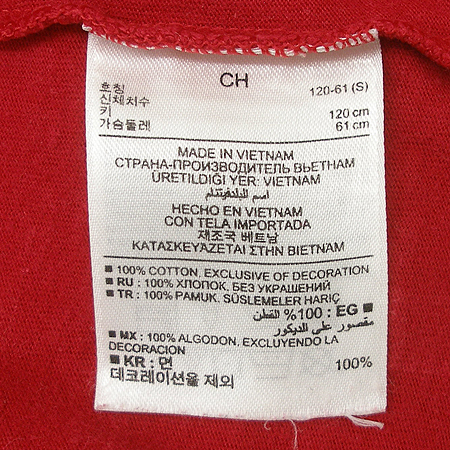 CH
호칭 120-61 (S)
신체치수
키 120 cm
가슴둘레 61 cm
MADE IN VIETNAM
СТРАНА-ПРОИЗВОДИТЕЛЬ ВЬЕТНАМ
ÜRETILDIĞI YER: VIETNAM
HECHO EN VIETNAM
CON TELA IMPORTADA
제조국 베트남
ΚΑΤΑΣΚΕΥΑΖΕΤΑΙ ΣΤΗΝ ΒΙΕΤΝΑΜ
■ 100% COTTON, EXCLUSIVE OF DECORATION
■ RU : 100% ХЛОПОК, БЕЗ УКРАШЕНИЙ
■ TR : 100% PAMUK. SÜSLEMELER HARIÇ
■ EG : 100% القطن
مقصور على الديكور
■ MX : 100% ALGODON, EXCLUYENDO LA
DECORACION
■ KR : 면 100%
데코레이션율 제외